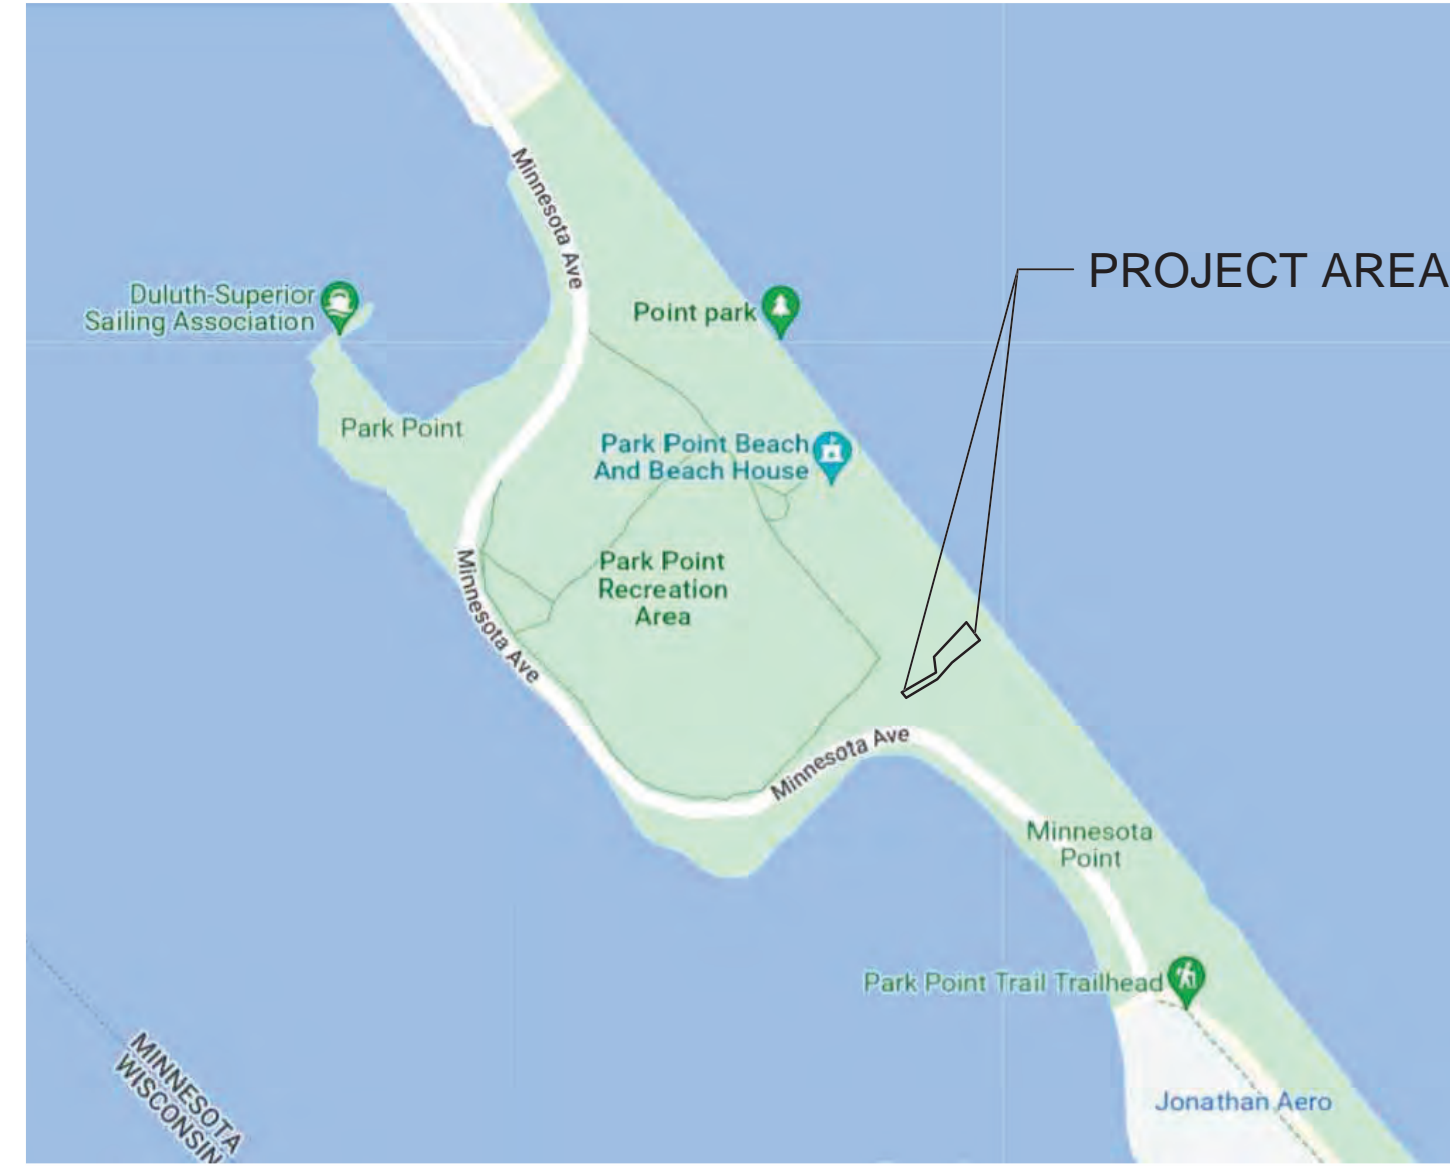 Minnesota Ave
PROJECT AREA
Duluth-Superior
Sailing Association
Point park
Park Point
Park Point Beach
And Beach House
Park Point
Recreation
Area
Minnesota Ave
Minnesota Ave
Minnesota
Point
Park Point Trail Trailhead
MINNESOTA
WISCONSIN
Jonathan Aero